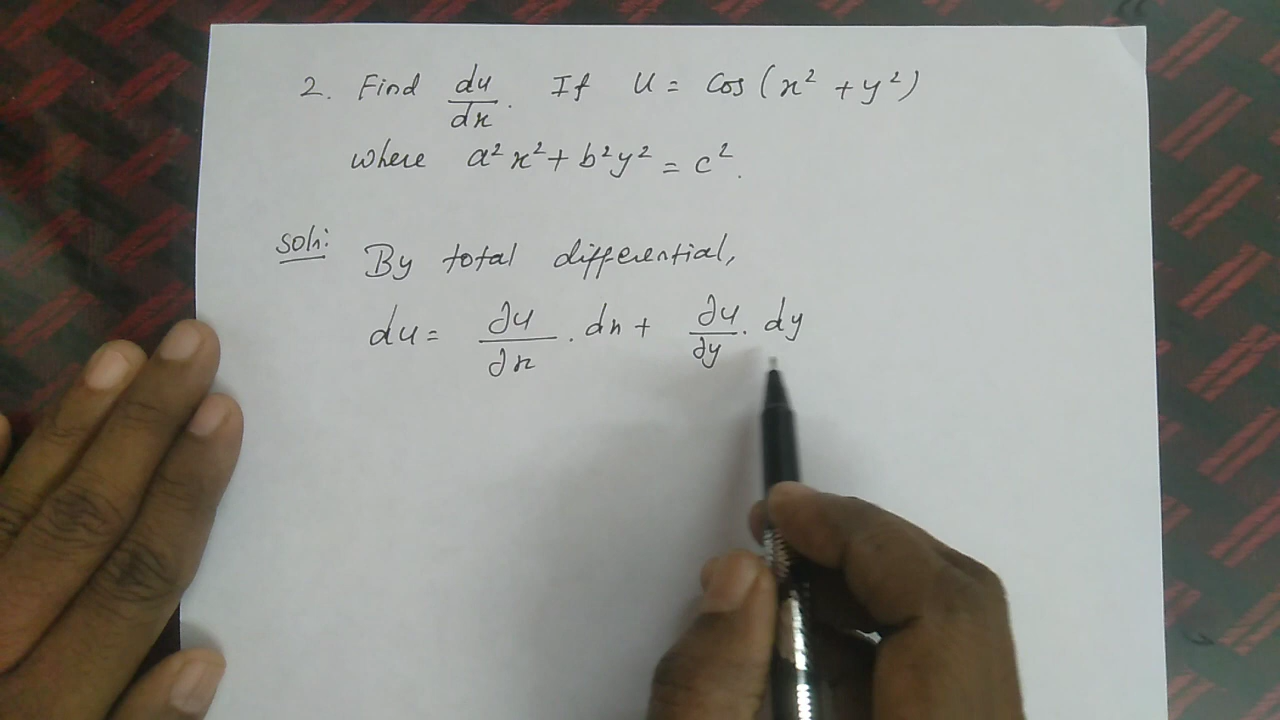 2. Find du/dx. If u = cos(x² + y²)
where a²x² + b²y² = c².
Soln: By total differential,
du = ∂u/∂x . dx + ∂u/∂y . dy